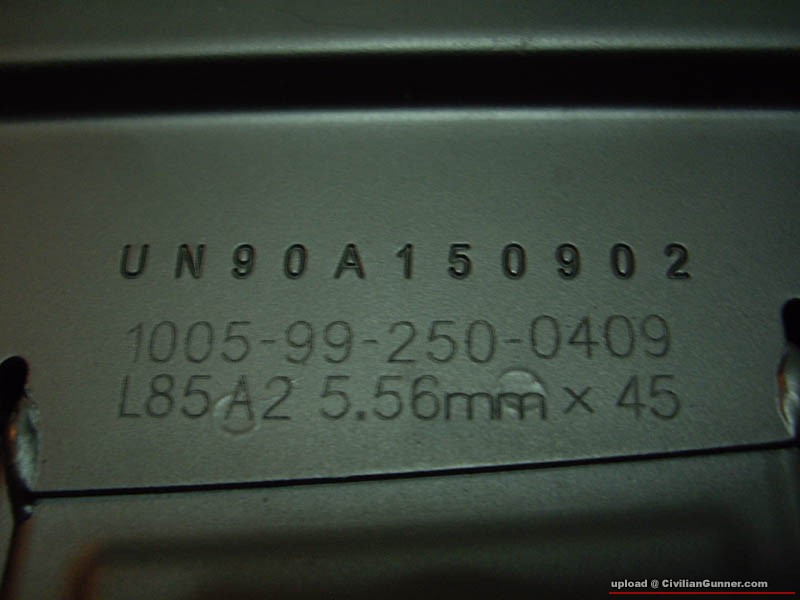 UN90A150902
1005-99-250-0409
L85A2 5.56mm × 45
upload @ CivilianGunner.com